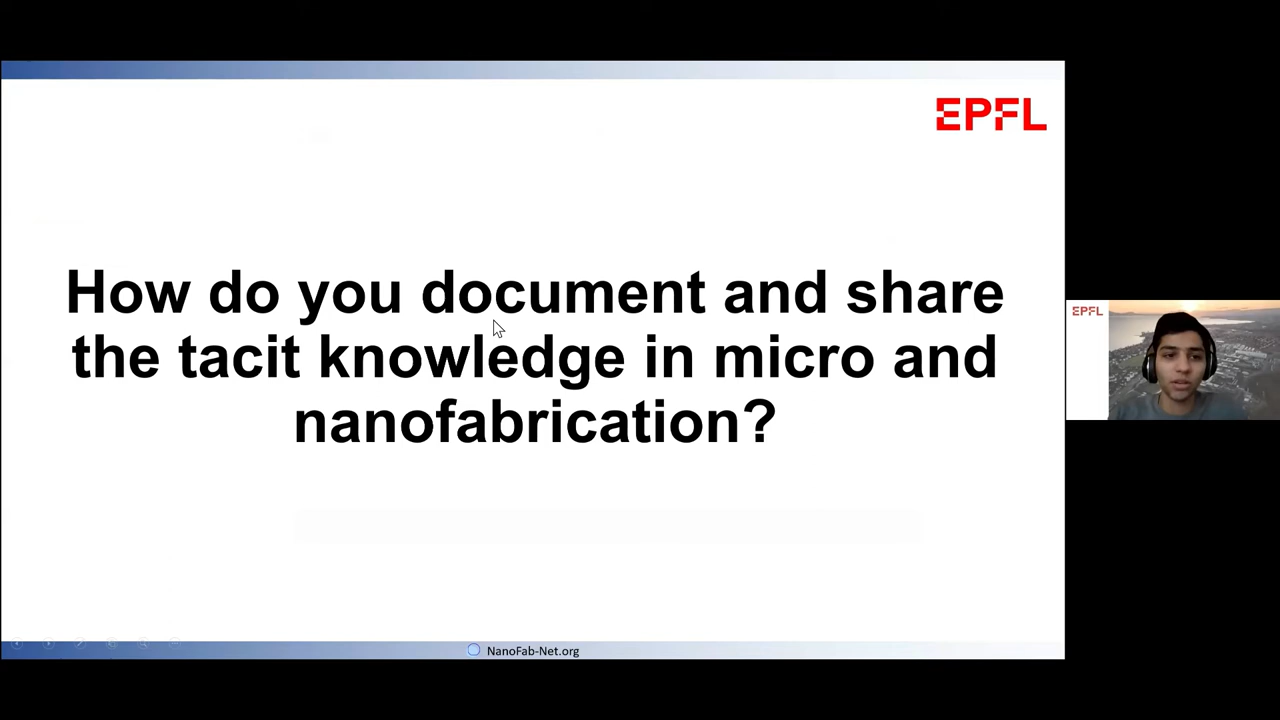 EPFL
How do you document and share
the tacit knowledge in micro and
nanofabrication?
EPFL
NanoFab-Net.org